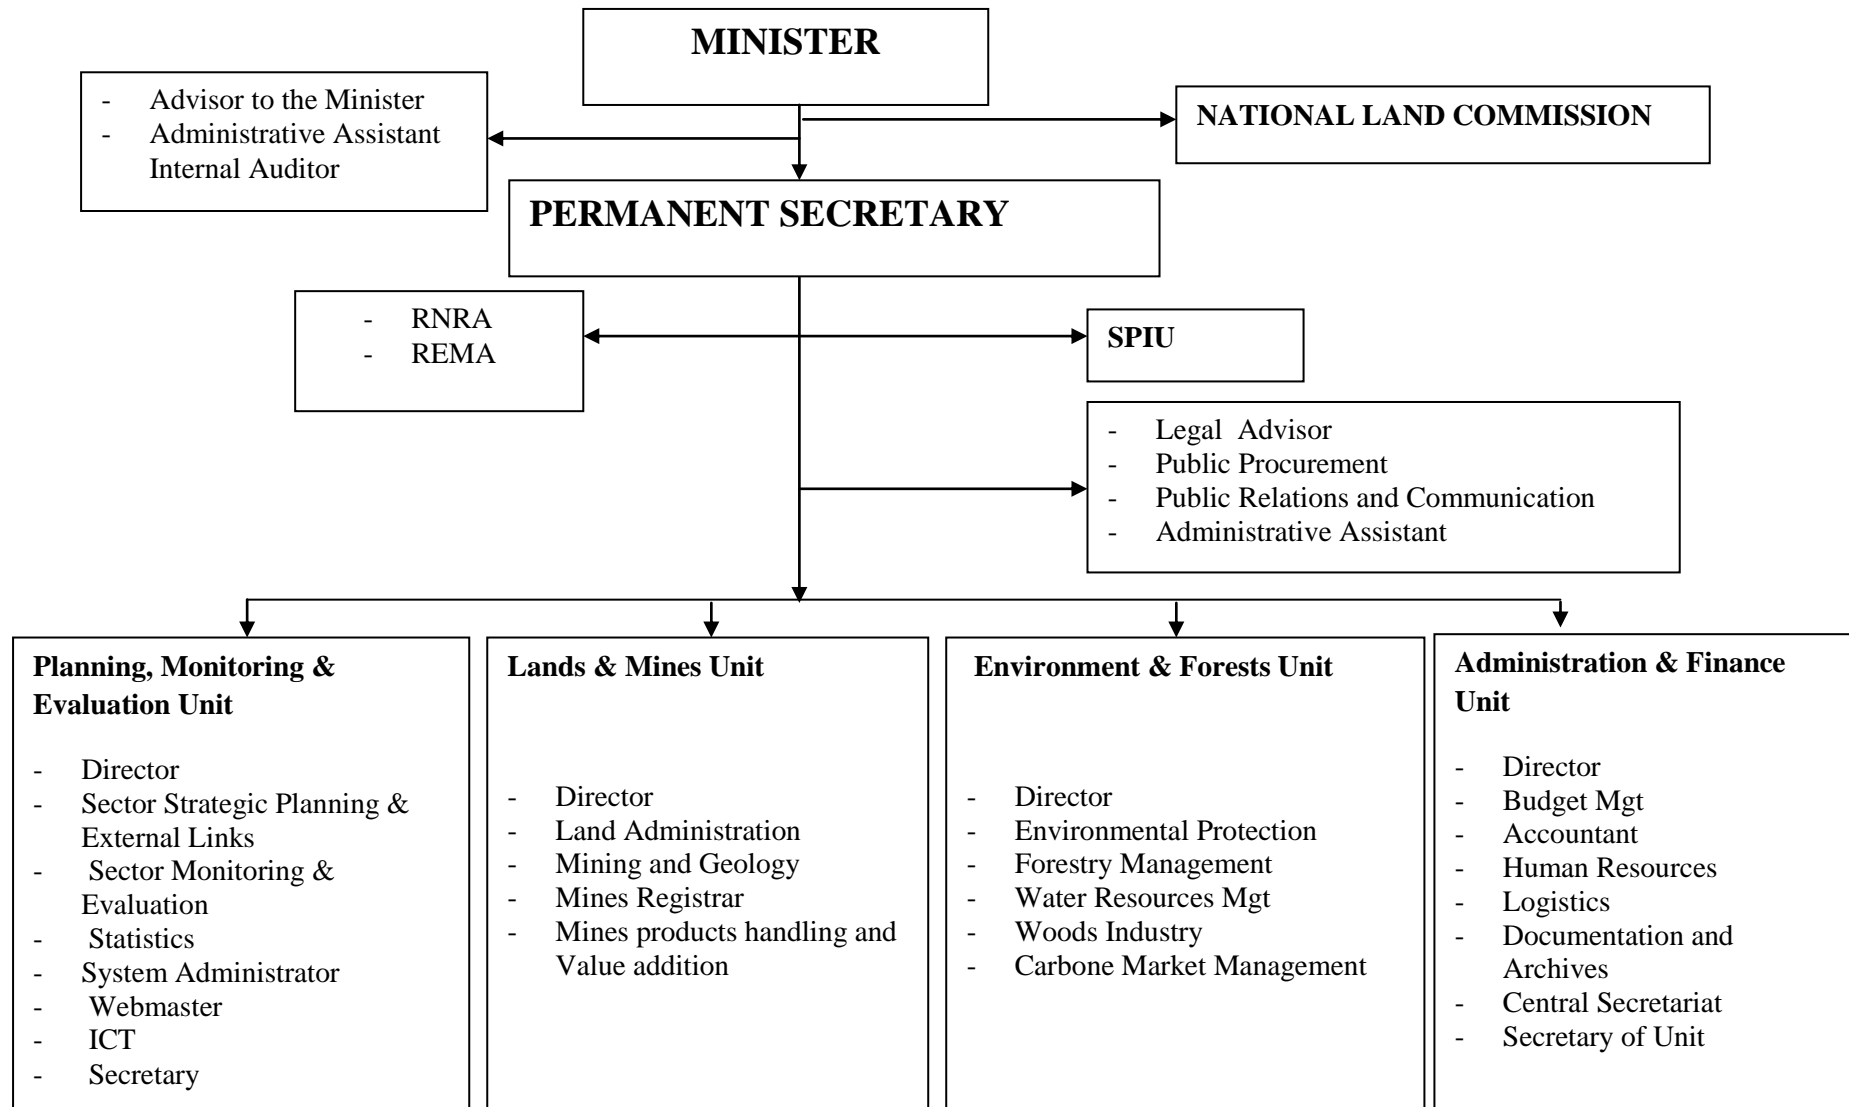 MINISTER
- Advisor to the Minister
- Administrative Assistant
Internal Auditor
NATIONAL LAND COMMISSION
PERMANENT SECRETARY
- RNRA
- REMA
SPIU
- Legal Advisor
- Public Procurement
- Public Relations and Communication
- Administrative Assistant
Planning, Monitoring &
Evaluation Unit
- Director
- Sector Strategic Planning &
External Links
- Sector Monitoring &
Evaluation
- Statistics
- System Administrator
- Webmaster
- ICT
- Secretary
Lands & Mines Unit
- Director
- Land Administration
- Mining and Geology
- Mines Registrar
- Mines products handling and
Value addition
Environment & Forests Unit
- Director
- Environmental Protection
- Forestry Management
- Water Resources Mgt
- Woods Industry
- Carbone Market Management
Administration & Finance
Unit
- Director
- Budget Mgt
- Accountant
- Human Resources
- Logistics
- Documentation and
Archives
- Central Secretariat
- Secretary of Unit